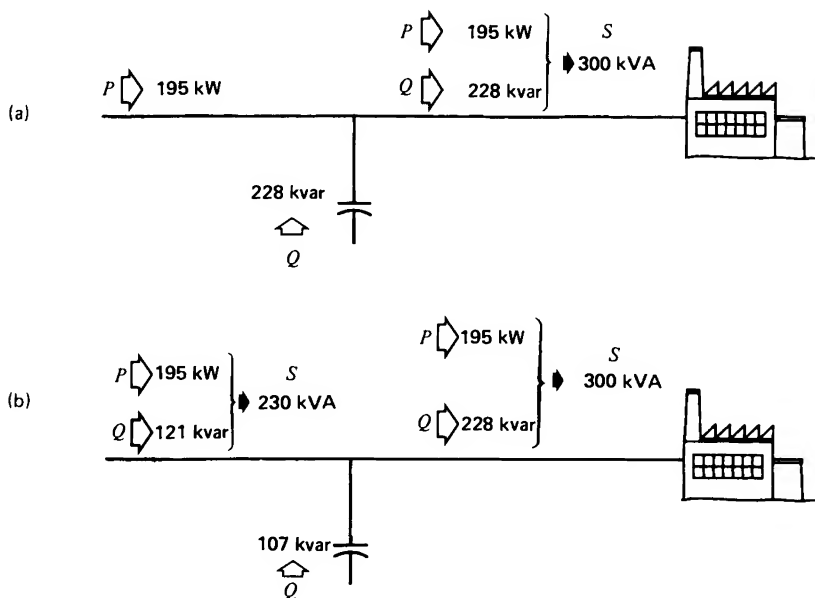 (a)
P 195 kW
P 195 kW
Q 228 kvar
S
300 kVA
228 kvar
Q
(b)
P 195 kW
Q 121 kvar
S
230 kVA
P 195 kW
Q 228 kvar
S
300 kVA
107 kvar
Q